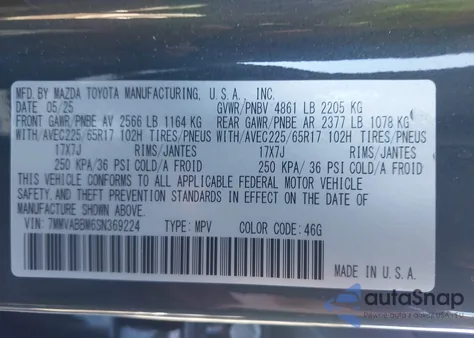 MFD. BY MAZDA TOYOTA MANUFACTURING, U.S.A., INC.
DATE 05/25 GVWR/PNBV 4861 LB 2205 KG
FRONT GAWR/PNBE AV 2566 LB 1164 KG REAR GAWR/PNBE AR 2377 LB 1078 KG
WITH/AVEC225/65R17 102H TIRES/PNEUS WITH/AVEC225/65R17 102H TIRES/PNEUS
17X7J RIMS/JANTES 17X7J RIMS/JANTES
250 KPA/36 PSI COLD/A FROID 250 KPA/36 PSI COLD/A FROID
THIS VEHICLE CONFORMS TO ALL APPLICABLE FEDERAL MOTOR VEHICLE
SAFETY, AND THEFT PREVENTION STANDARDS IN EFFECT ON THE DATE OF
MANUFACTURE SHOWN ABOVE.
VIN: 7MMVABBM6SN369224 TYPE: MPV COLOR CODE: 46G
MADE IN U.S.A.
autoSnap